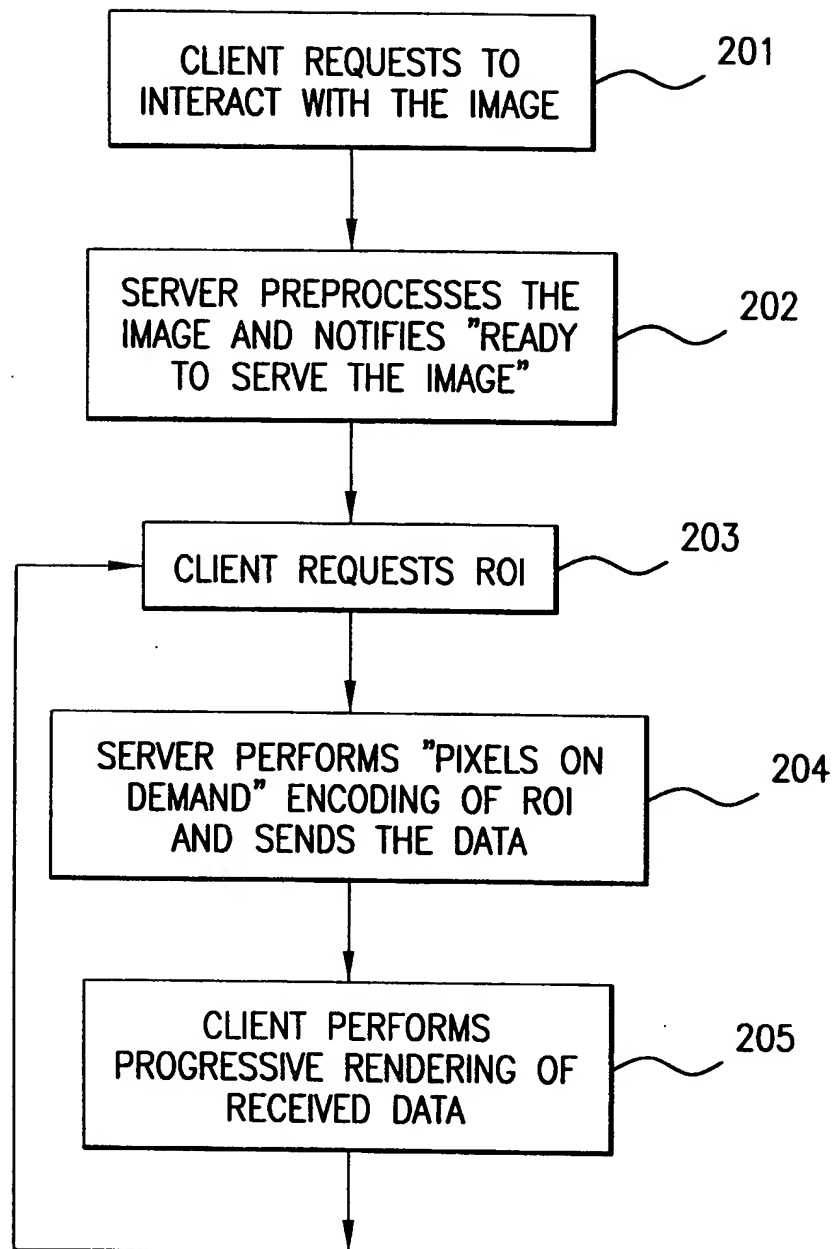 CLIENT REQUESTS TO
INTERACT WITH THE IMAGE
201
SERVER PREPROCESSES THE
IMAGE AND NOTIFIES "READY
TO SERVE THE IMAGE"
202
CLIENT REQUESTS ROI
203
SERVER PERFORMS "PIXELS ON
DEMAND" ENCODING OF ROI
AND SENDS THE DATA
204
CLIENT PERFORMS
PROGRESSIVE RENDERING OF
RECEIVED DATA
205